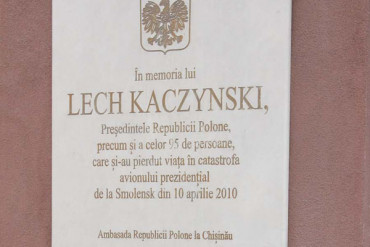 În memoria lui
LECH KACZYNSKI,
Președintele Republicii Polone,
precum și a celor 95 de persoane,
care și-au pierdut viața în catastrofa
avionului prezidențial
de la Smolensk din 10 aprilie 2010
Ambasada Republicii Polone la Chișinău